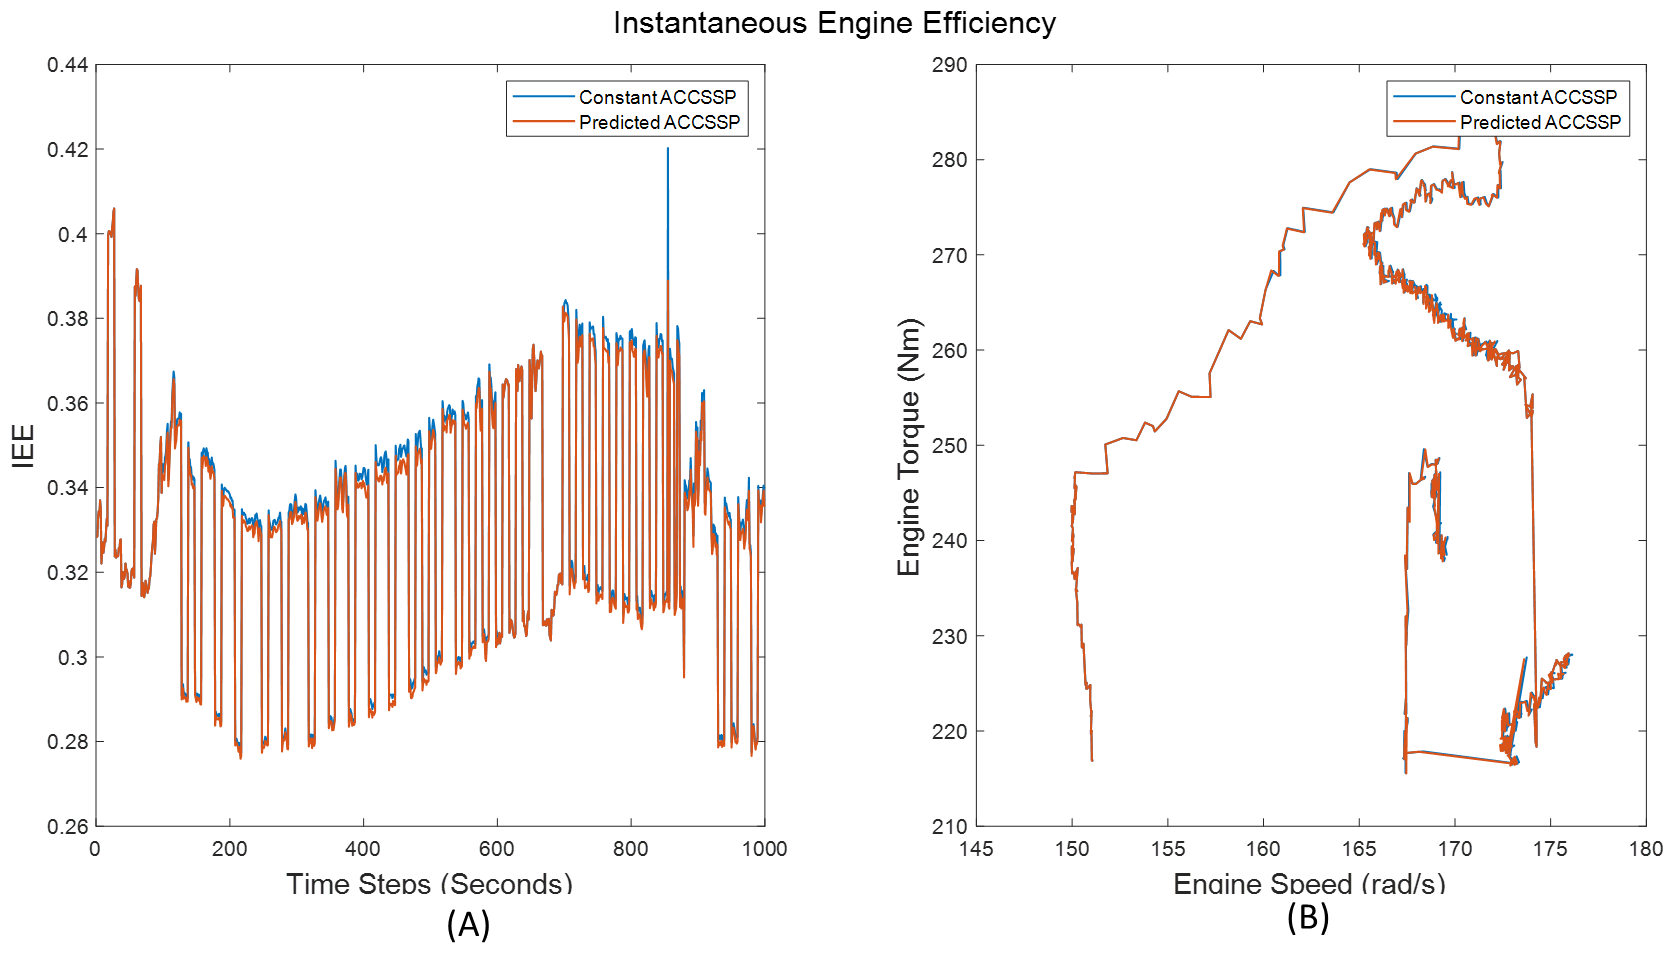 Instantaneous Engine Efficiency
0.44
0.42
0.4
0.38
0.36
0.34
0.32
0.3
0.28
0.26
IEE
Constant ACCSSP
Predicted ACCSSP
0 200 400 600 800 1000
Time Steps (Seconds)
(A)
290
280
270
260
250
240
230
220
210
Engine Torque (Nm)
Constant ACCSSP
Predicted ACCSSP
145 150 155 160 165 170 175 180
Engine Speed (rad/s)
(B)